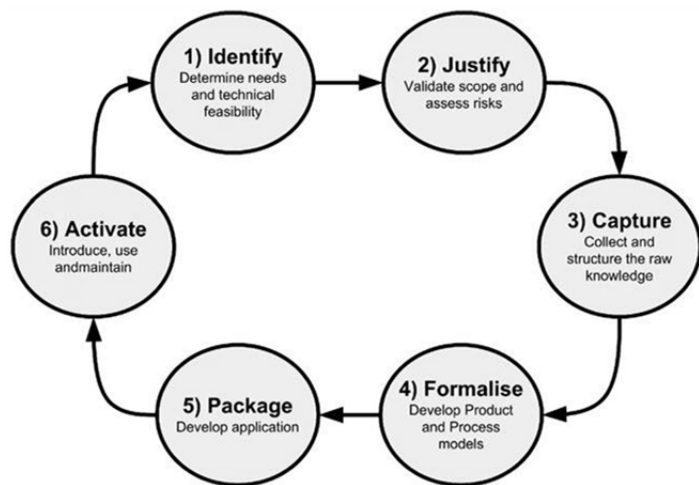 1) Identify
Determine needs
and technical
feasibility
2) Justify
Validate scope and
assess risks
3) Capture
Collect and
structure the raw
knowledge
4) Formalise
Develop Product
and Process
models
5) Package
Develop application
6) Activate
Introduce, use
andmaintain